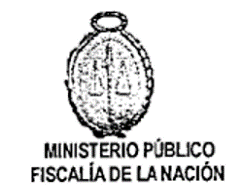 MINISTERIO PÚBLICO
FISCALÍA DE LA NACIÓN